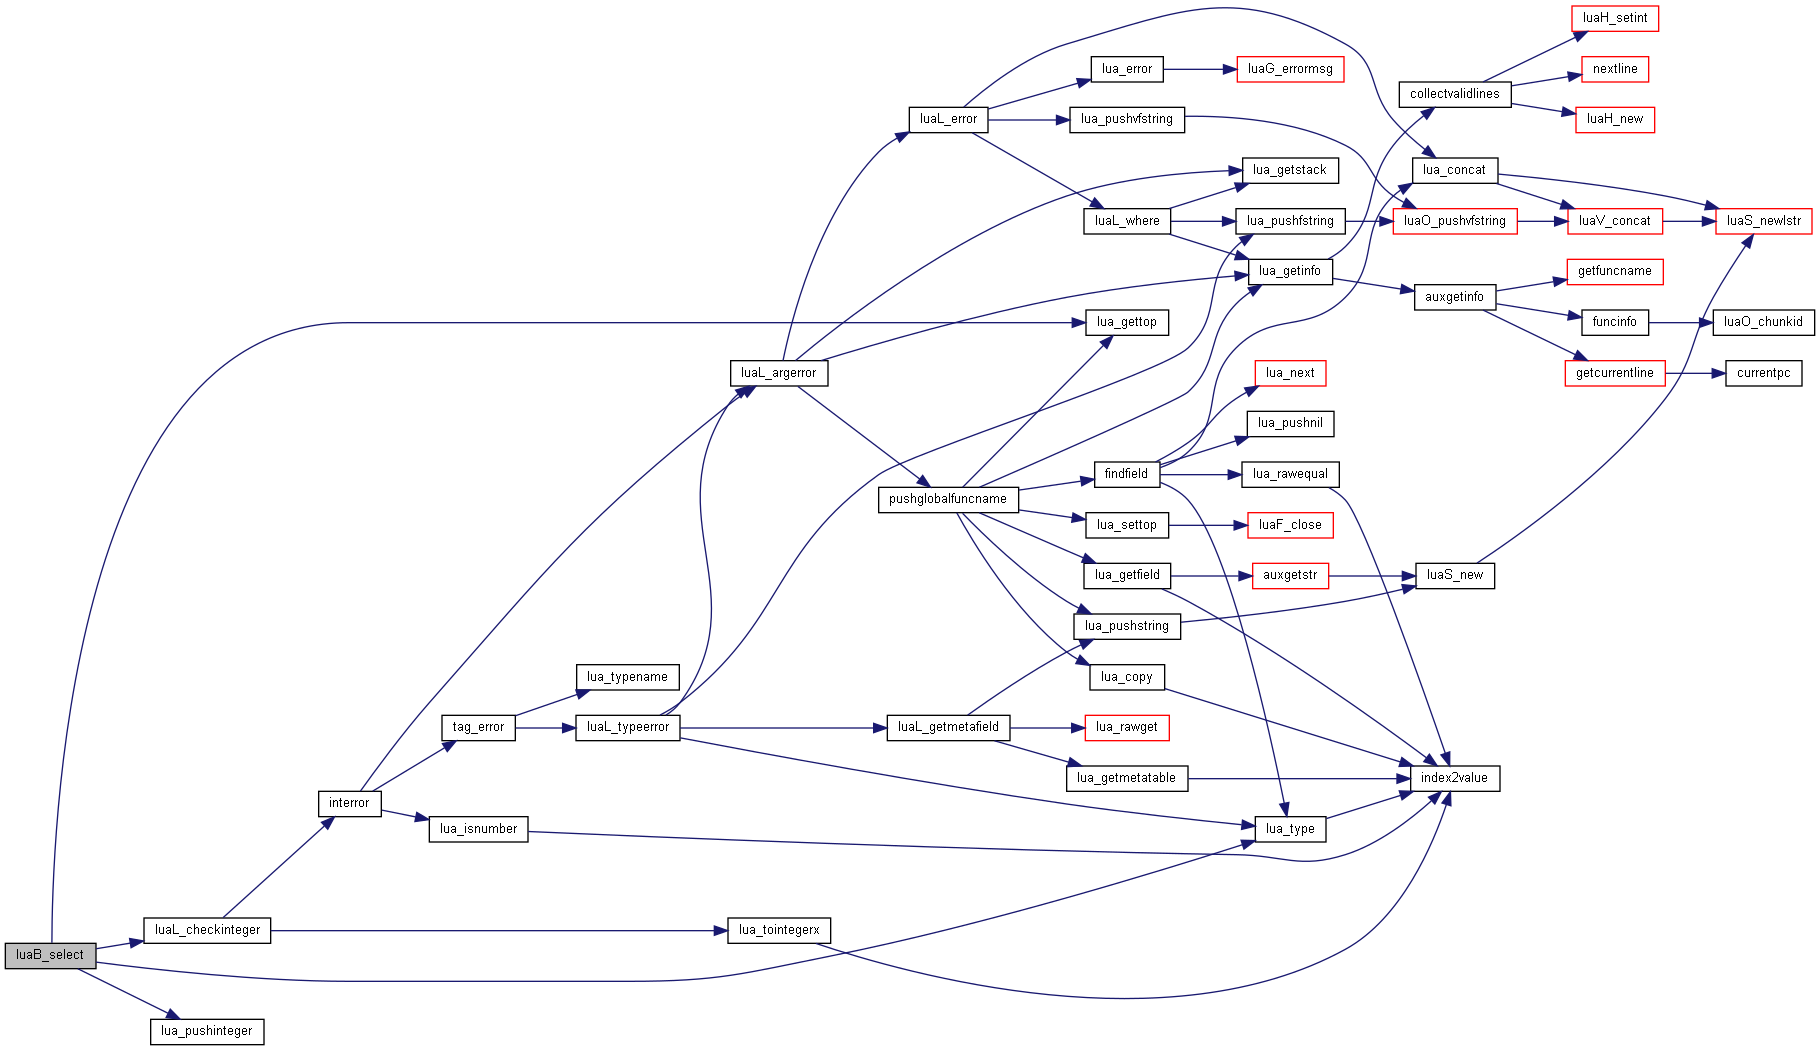 luaH_setint
lua_error
luaG_errormsg
nextline
collectvalidlines
luaL_error
lua_pushvfstring
luaH_new
lua_getstack
lua_concat
luaL_where
lua_pushfstring
luaO_pushvfstring
luaV_concat
luaS_newlstr
lua_getinfo
getfuncname
auxgetinfo
lua_gettop
funcinfo
luaO_chunkid
luaL_argerror
lua_next
getcurrentline
currentpc
lua_pushnil
findfield
lua_rawequal
pushglobalfuncname
lua_settop
luaF_close
lua_getfield
auxgetstr
luaS_new
lua_pushstring
lua_typename
lua_copy
tag_error
luaL_typeerror
luaL_getmetafield
lua_rawget
lua_getmetatable
index2value
interror
lua_isnumber
lua_type
luaL_checkinteger
lua_tointegerx
luaB_select
lua_pushinteger